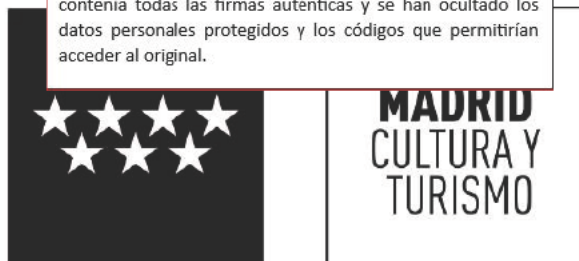 contenía todas las firmas auténticas y se han ocultado los
datos personales protegidos y los códigos que permitirían
acceder al original.
MADRID
CULTURA Y
TURISMO